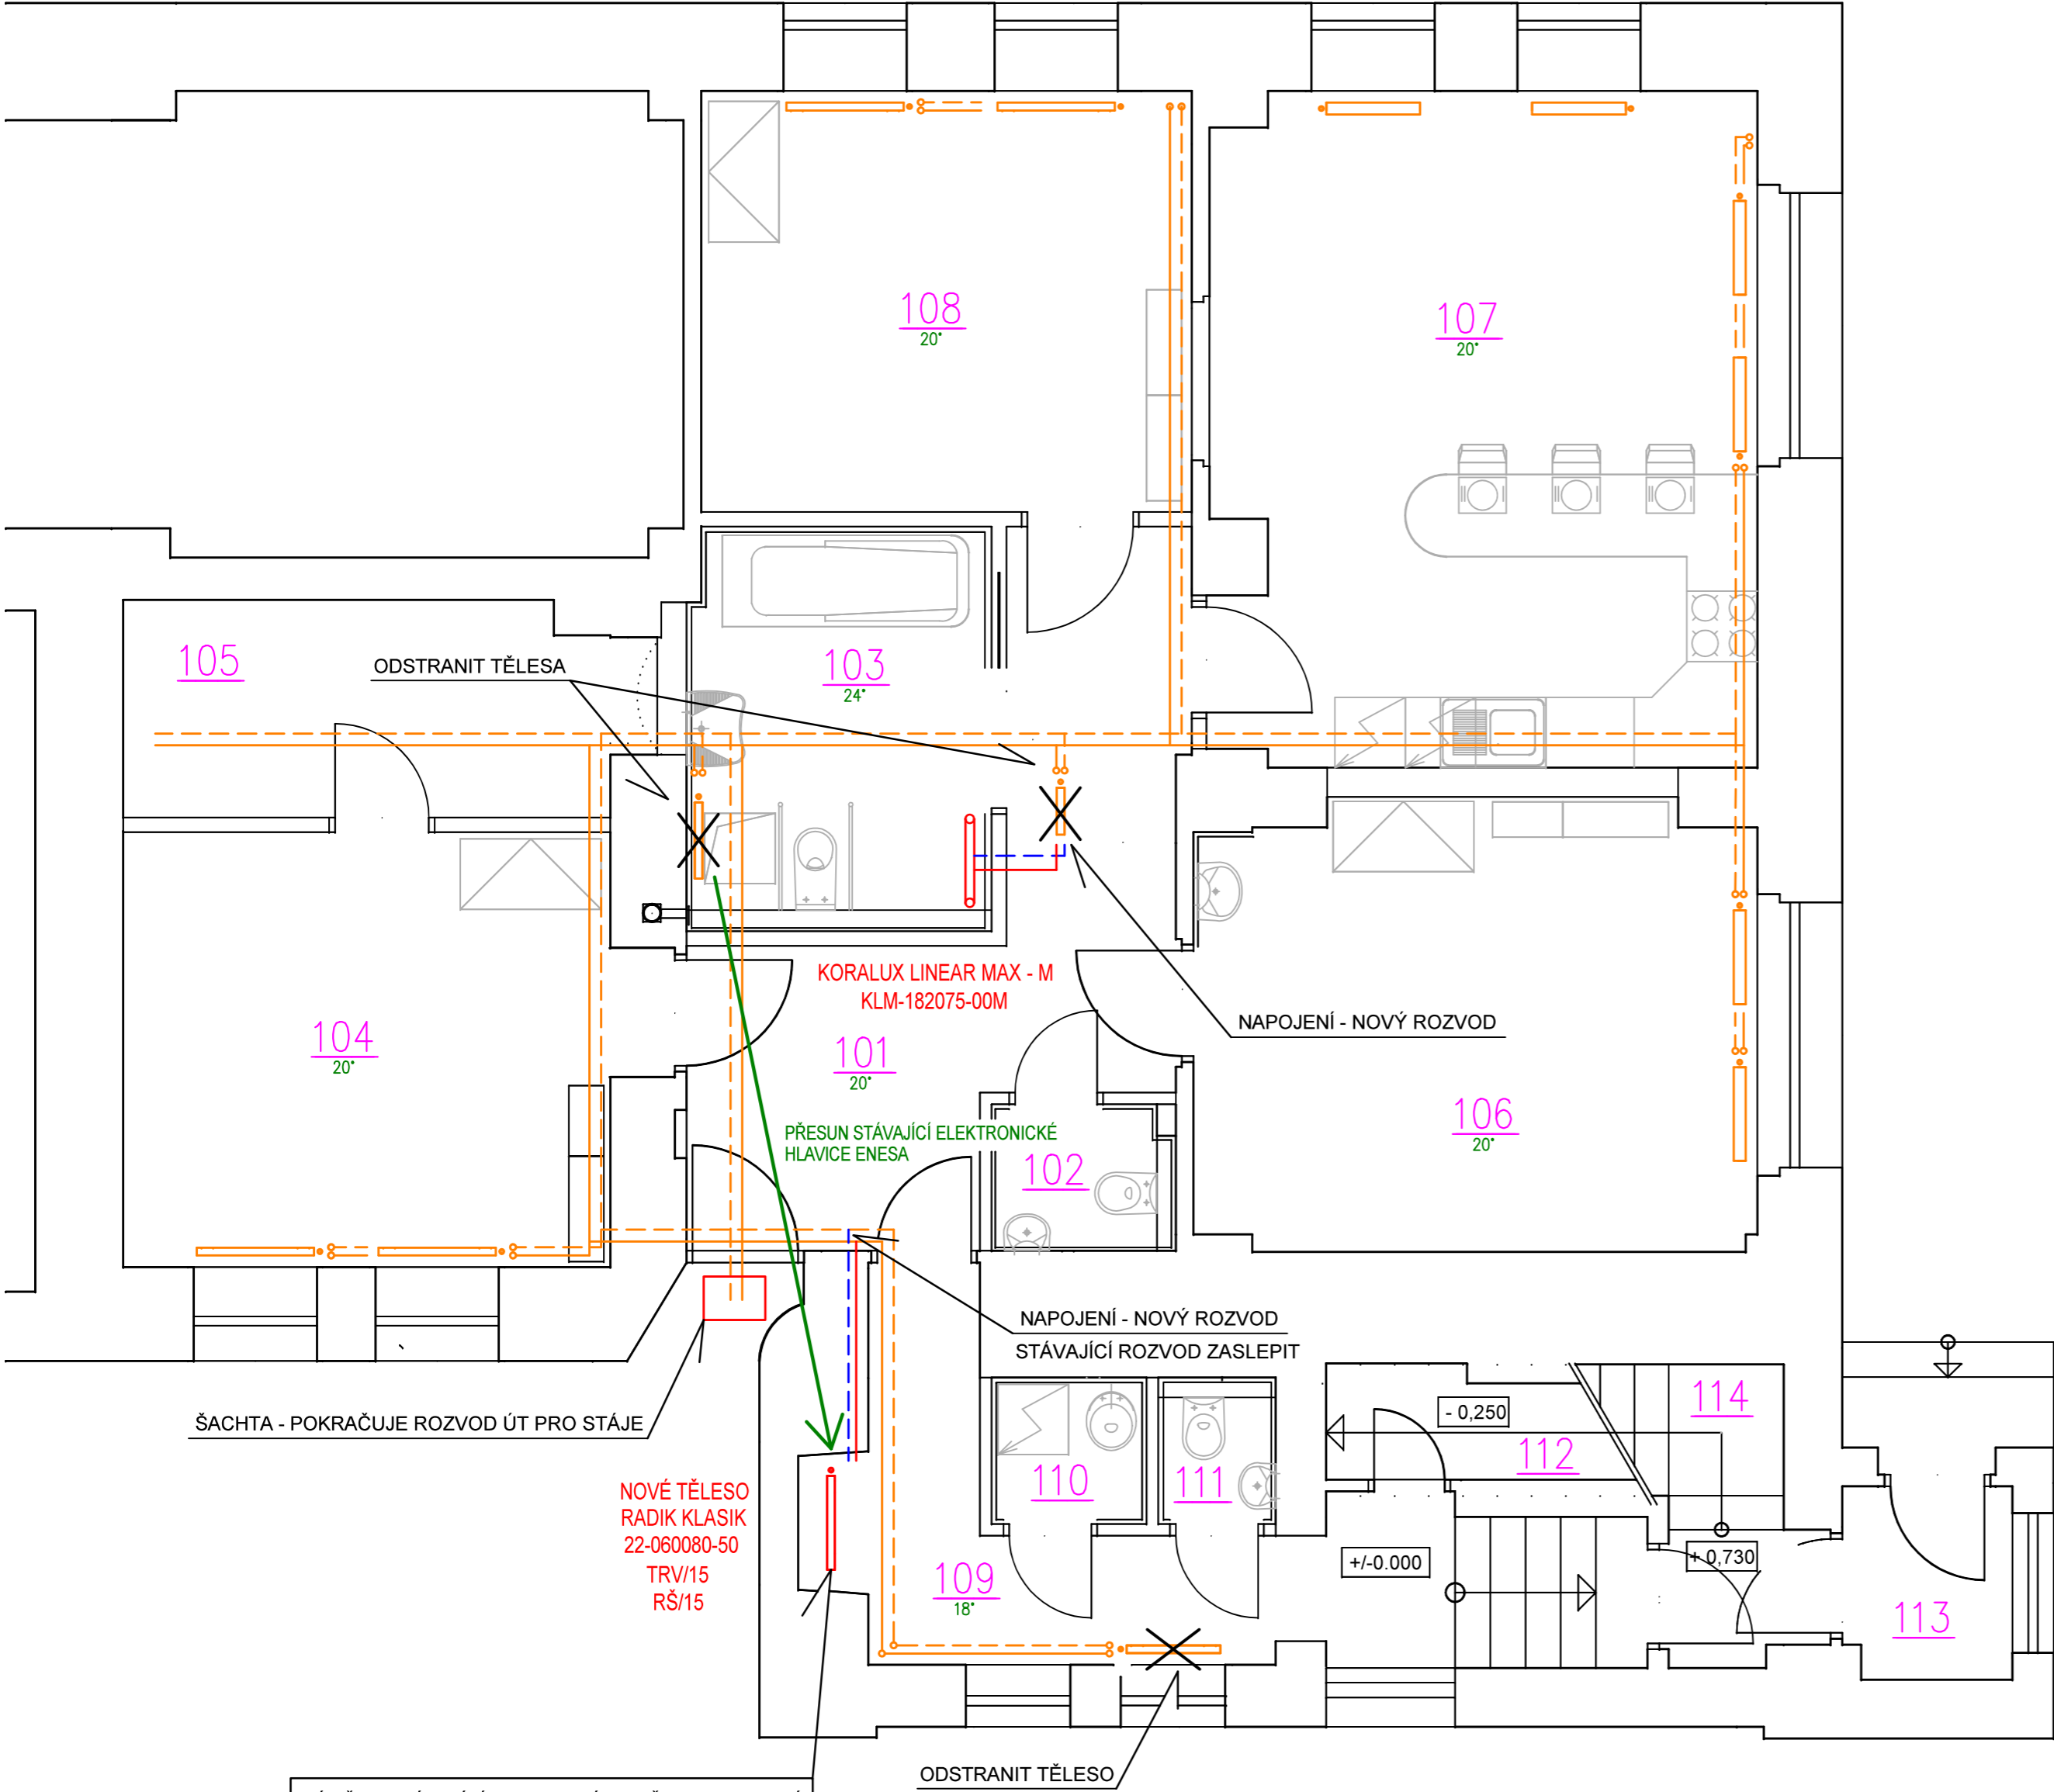 108
20°
107
20°
105
ODSTRANIT TĚLESA
103
24°
KORALUX LINEAR MAX - M
KLM-182075-00M
NAPOJENÍ - NOVÝ ROZVOD
104
20°
101
20°
PŘESUN STÁVAJÍCÍ ELEKTRONICKÉ
HLAVICE ENESA
106
20°
102
NAPOJENÍ - NOVÝ ROZVOD
STÁVAJÍCÍ ROZVOD ZASLEPIT
ŠACHTA - POKRAČUJE ROZVOD ÚT PRO STÁJE
- 0,250
114
112
110
111
NOVÉ TĚLESO
RADIK KLASIK
22-060080-50
TRV/15
RŠ/15
+/-0.000
+ 0,730
109
18°
113
ODSTRANIT TĚLESO